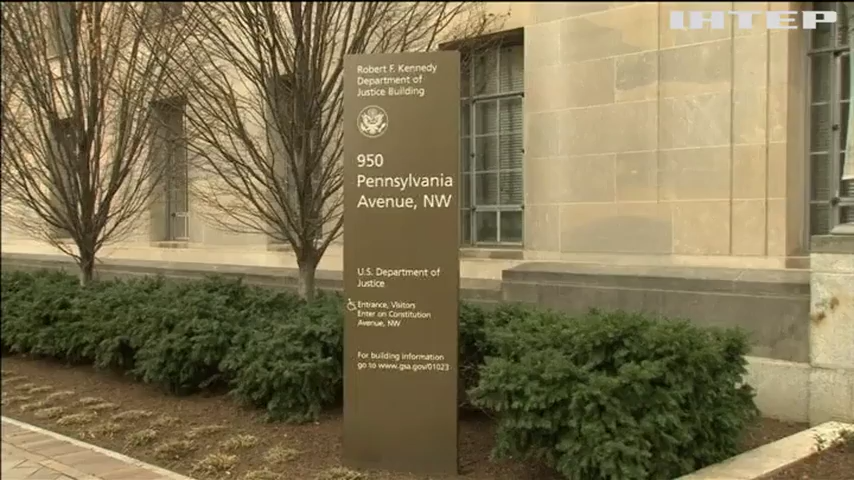 ІНТЕР
Robert F. Kennedy
Department of
Justice Building
950
Pennsylvania
Avenue, NW
U.S. Department of
Justice
Entrance, Visitors
Enter on Constitution
Avenue, NW
For building information
go to www.gsa.gov/01023